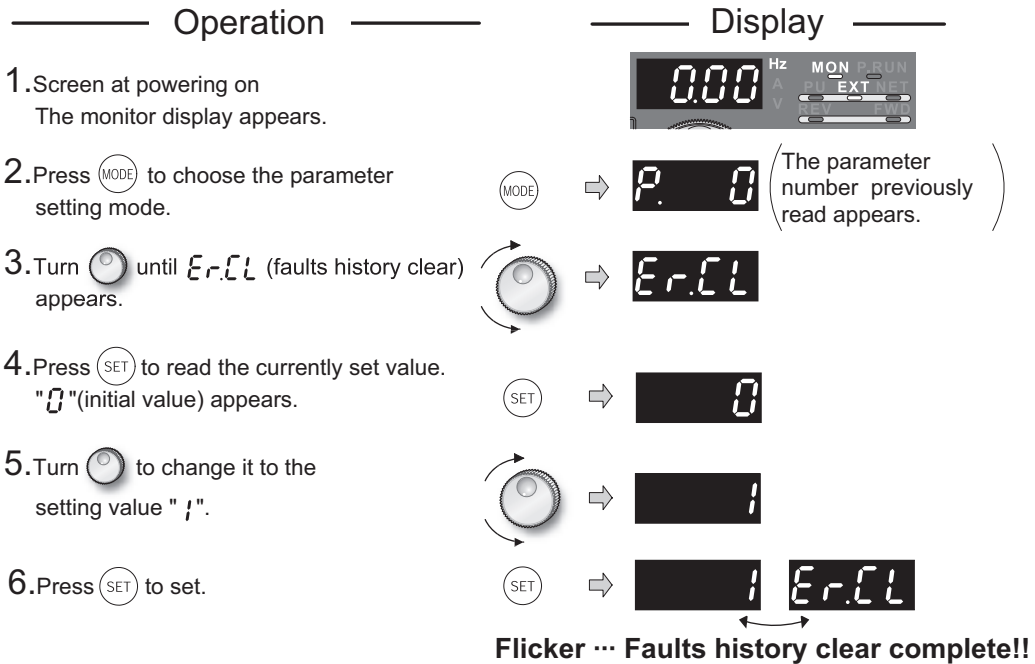 Operation
Display
1.Screen at powering on
The monitor display appears.
0.00 Hz MON P.RUN
A PU EXT NET
V REV FWD
2.Press MODE to choose the parameter
setting mode.
MODE
P. 0
The parameter
number previously
read appears.
3.Turn until Er.CL (faults history clear)
appears.
Er.CL
4.Press SET to read the currently set value.
"0"(initial value) appears.
SET
0
5.Turn to change it to the
setting value " 1".
1
6.Press SET to set.
SET
1 Er.CL
Flicker ··· Faults history clear complete!!